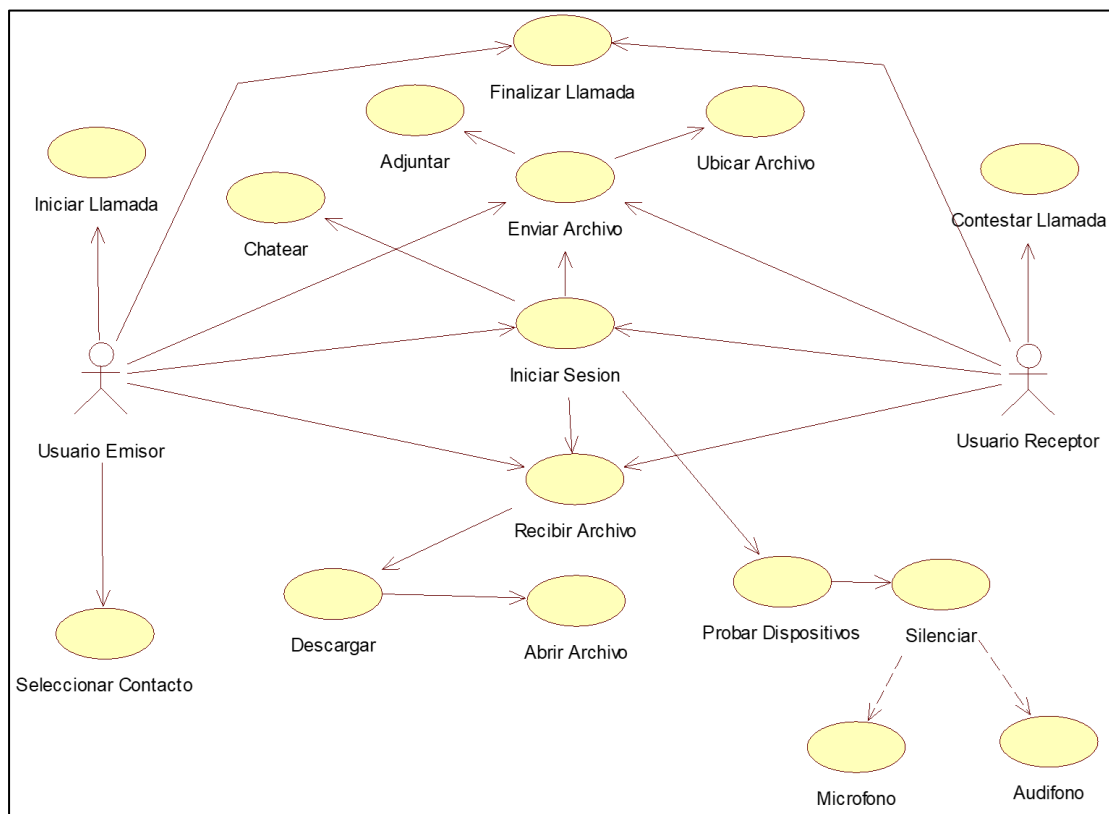 Finalizar Llamada
Adjuntar
Ubicar Archivo
Iniciar Llamada
Contestar Llamada
Chatear
Enviar Archivo
Iniciar Sesion
Usuario Emisor
Usuario Receptor
Recibir Archivo
Descargar
Abrir Archivo
Probar Dispositivos
Silenciar
Seleccionar Contacto
Microfono
Audifono